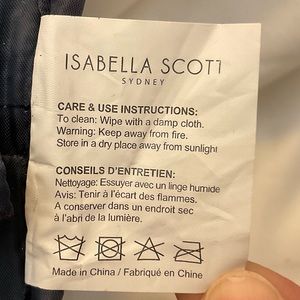 ISABELLA SCOTT
SYDNEY
CARE & USE INSTRUCTIONS:
To clean: Wipe with a damp cloth.
Warning: Keep away from fire.
Store in a dry place away from sunlight
CONSEILS D'ENTRETIEN:
Nettoyage: Essuyer avec un linge humide
Avis: Tenir à l'écart des flammes.
A conserver dans un endroit sec
à l'abri de la lumière.
Made in China / Fabriqué en Chine